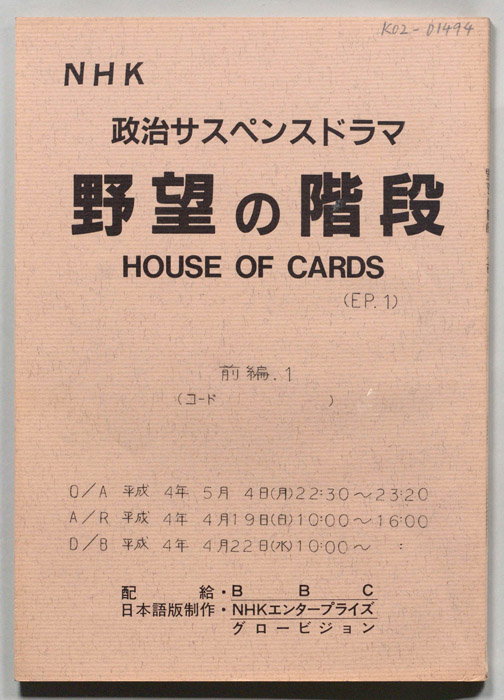 K02-01494
NHK
政治サスペンスドラマ
野望の階段
HOUSE OF CARDS
(EP.1)
前編.1
(コード )
O/A 平成 4年 5月 4日(月)22:30〜23:20
A/R 平成 4年 4月19日(日)10:00〜16:00
D/B 平成 4年 4月22日(水)10:00〜 :
配給・BBC
日本語版制作・NHKエンタープライズ
グロービジョン